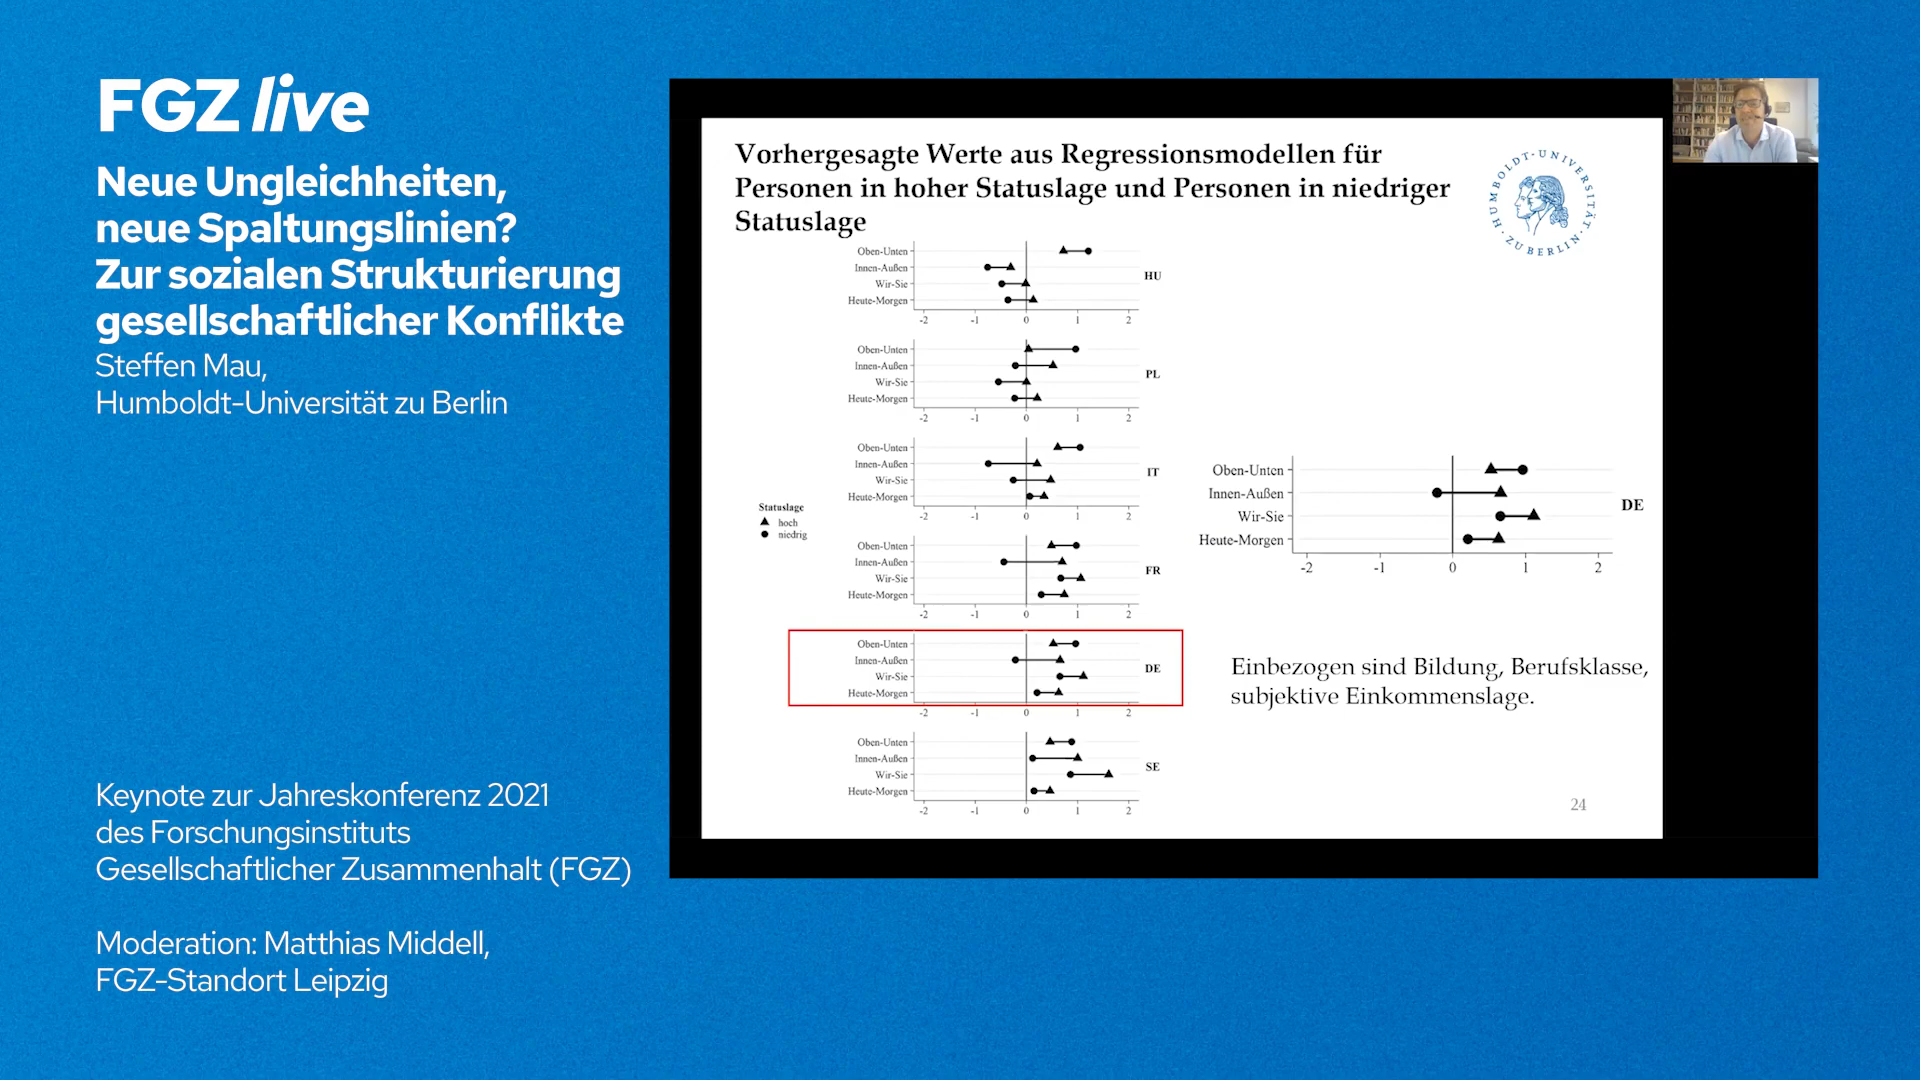 FGZ live
Neue Ungleichheiten,
neue Spaltungslinien?
Zur sozialen Strukturierung
gesellschaftlicher Konflikte
Steffen Mau,
Humboldt-Universität zu Berlin
Keynote zur Jahreskonferenz 2021
des Forschungsinstituts
Gesellschaftlicher Zusammenhalt (FGZ)
Moderation: Matthias Middell,
FGZ-Standort Leipzig
Vorhergesagte Werte aus Regressionsmodellen für
Personen in hoher Statuslage und Personen in niedriger
Statuslage
HUMBOLDT-UNIVERSITÄT ZU BERLIN
Statuslage
hoch
niedrig
Oben-Unten
Innen-Außen
Wir-Sie
Heute-Morgen
HU
-2 -1 0 1 2
Oben-Unten
Innen-Außen
Wir-Sie
Heute-Morgen
PL
-2 -1 0 1 2
Oben-Unten
Innen-Außen
Wir-Sie
Heute-Morgen
IT
-2 -1 0 1 2
Oben-Unten
Innen-Außen
Wir-Sie
Heute-Morgen
FR
-2 -1 0 1 2
Oben-Unten
Innen-Außen
Wir-Sie
Heute-Morgen
DE
-2 -1 0 1 2
Oben-Unten
Innen-Außen
Wir-Sie
Heute-Morgen
SE
-2 -1 0 1 2
Oben-Unten
Innen-Außen
Wir-Sie
Heute-Morgen
DE
-2 -1 0 1 2
Einbezogen sind Bildung, Berufsklasse,
subjektive Einkommenslage.
24